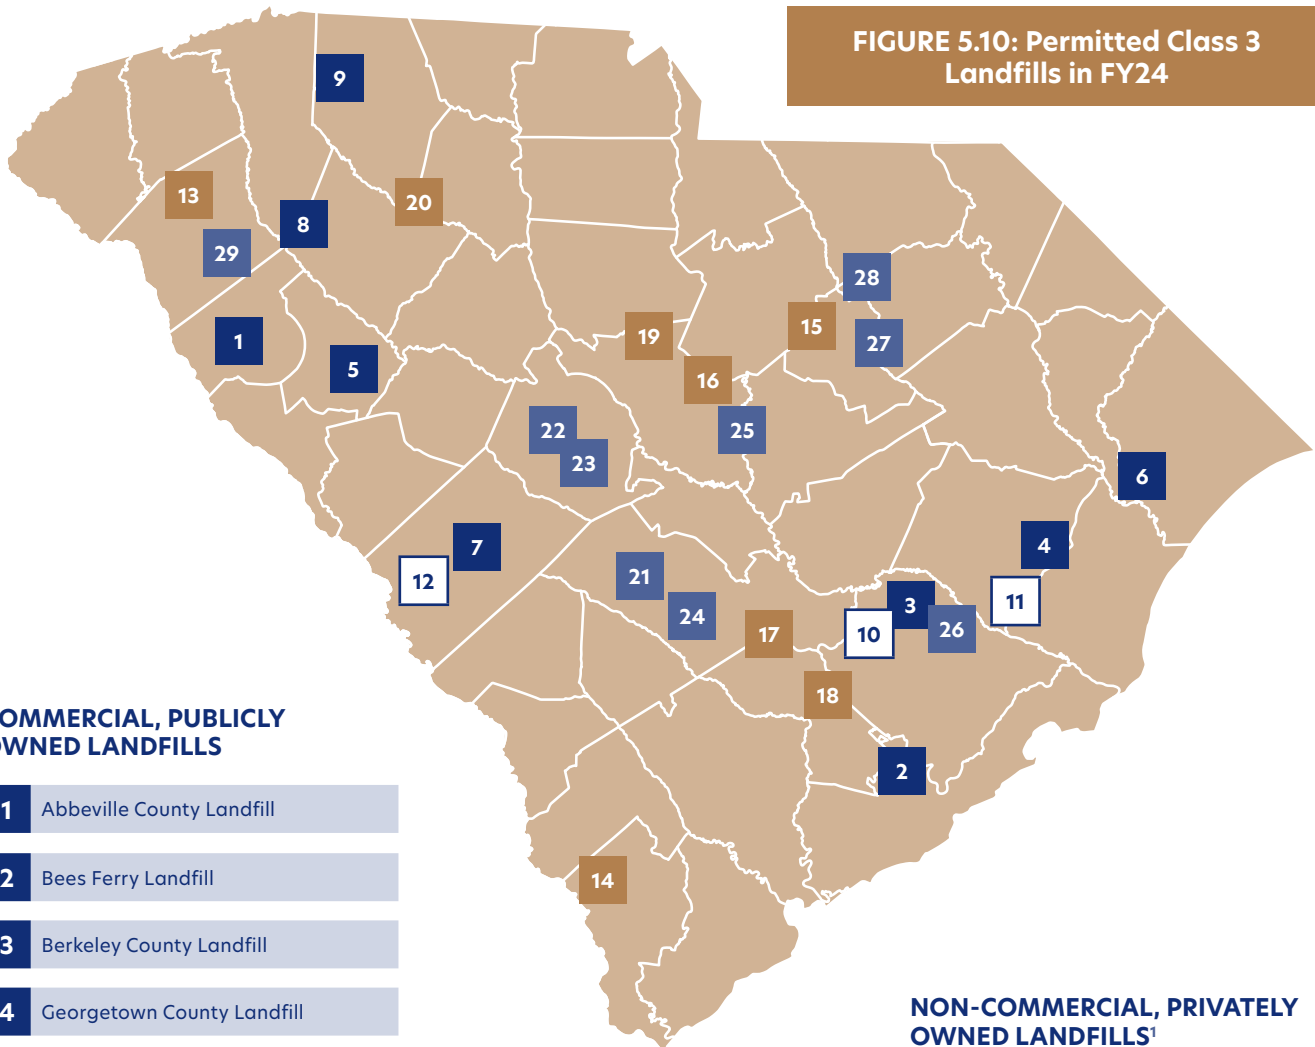 FIGURE 5.10: Permitted Class 3
Landfills in FY24
9
13
20
8
29
28
1
19
15
27
5
16
22
25
23
6
7
4
12
21
11
3
24
10
26
17
18
2
OMMERCIAL, PUBLICLY
OWNED LANDFILLS
1 Abbeville County Landfill
2 Bees Ferry Landfill
14
3 Berkeley County Landfill
4 Georgetown County Landfill
NON-COMMERCIAL, PRIVATELY
OWNED LANDFILLS¹